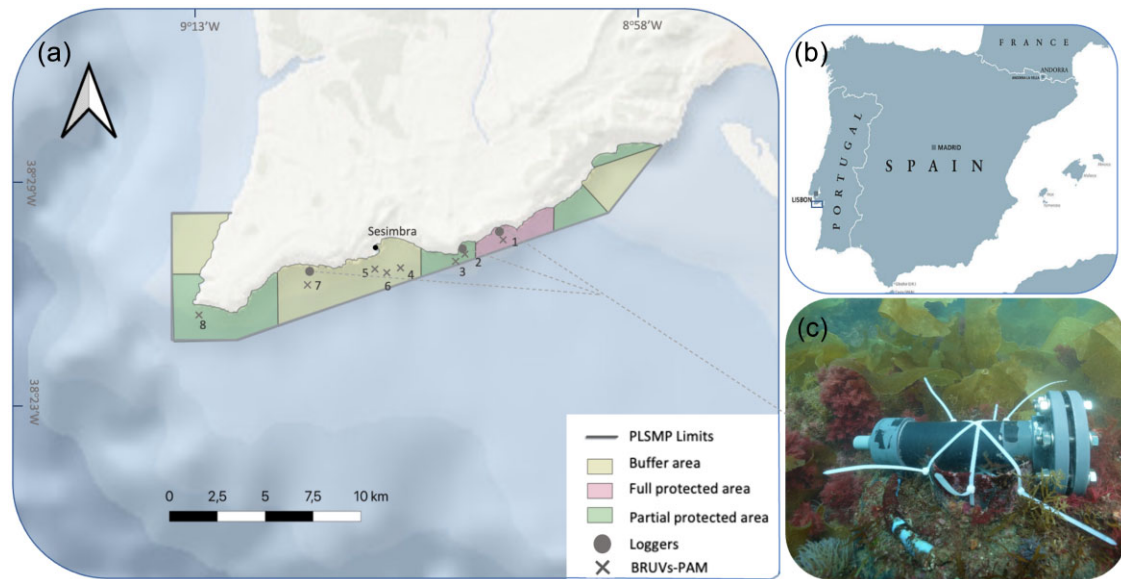 (a)
9°13'W
8°58'W
38°29'W
38°23'W
Sesimbra
1
2
3
4
5
6
7
8
0 2,5 5 7,5 10 km
PLSMP Limits
Buffer area
Full protected area
Partial protected area
Loggers
BRUVs-PAM
(b)
FRANCE
ANDORRA
PORTUGAL
MADRID
SPAIN
LISBON
(c)